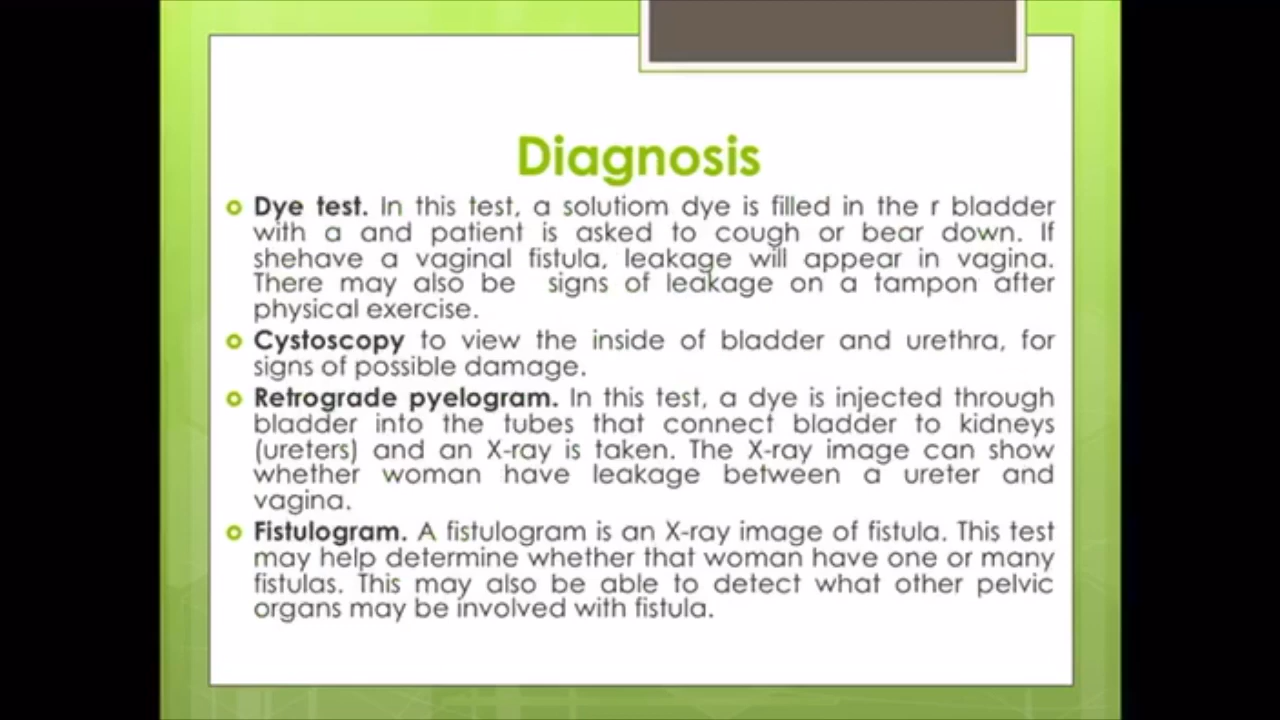 Diagnosis
Dye test. In this test, a solutiom dye is filled in the r bladder
with a and patient is asked to cough or bear down. If
shehave a vaginal fistula, leakage will appear in vagina.
There may also be signs of leakage on a tampon after
physical exercise.
Cystoscopy to view the inside of bladder and urethra, for
signs of possible damage.
Retrograde pyelogram. In this test, a dye is injected through
bladder into the tubes that connect bladder to kidneys
(ureters) and an X-ray is taken. The X-ray image can show
whether woman have leakage between a ureter and
vagina.
Fistulogram. A fistulogram is an X-ray image of fistula. This test
may help determine whether that woman have one or many
fistulas. This may also be able to detect what other pelvic
organs may be involved with fistula.